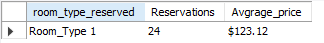 room_type_reserved Reservations Avgrage_price
Room_Type 1 24 $123.12